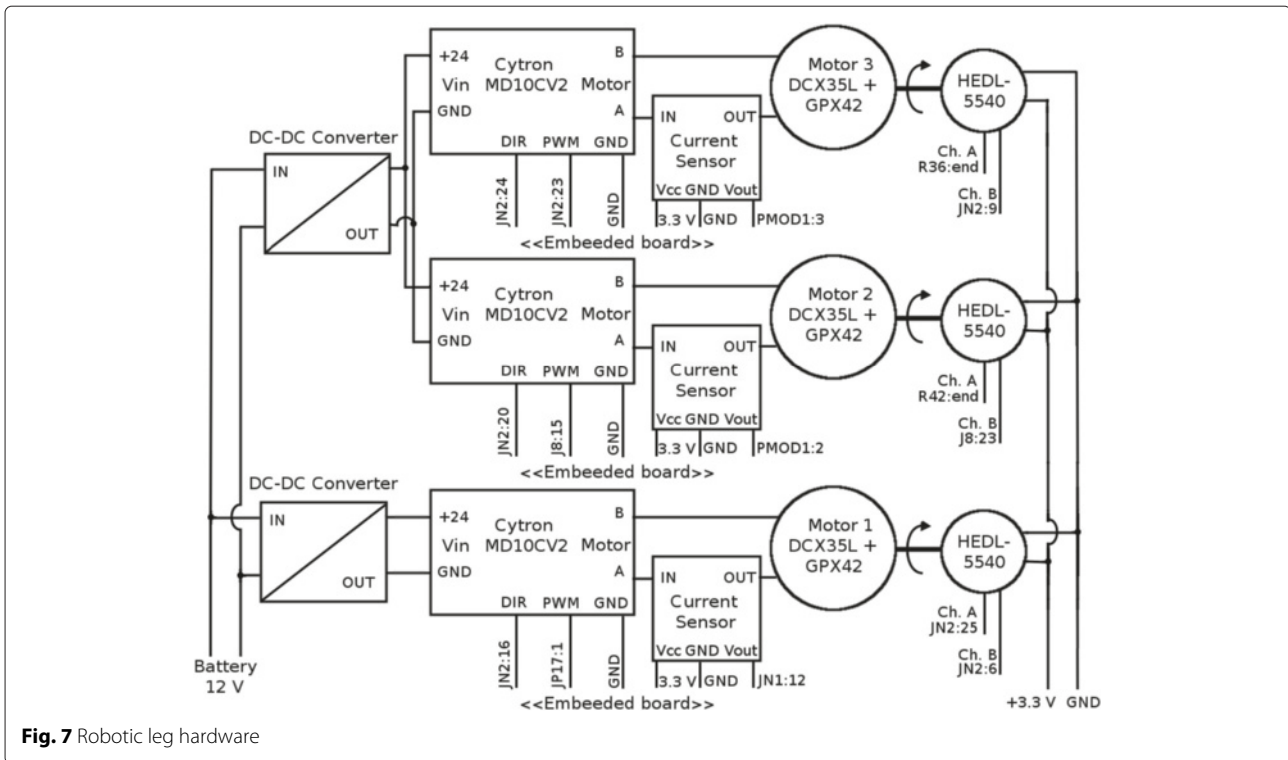 DC-DC Converter
IN
OUT
+24
Vin
GND
Cytron
MD10CV2
Motor
B
A
DIR PWM GND
JN2:24
JN2:23
GND
IN OUT
Current
Sensor
Vcc GND Vout
3.3 V GND PMOD1:3
<<Embeeded board>>
Motor 3
DCX35L +
GPX42
HEDL-
5540
Ch. A
R36:end
Ch. B
JN2:9
+24
Vin
GND
Cytron
MD10CV2
Motor
B
A
DIR PWM GND
JN2:20
J8:15
GND
IN OUT
Current
Sensor
Vcc GND Vout
3.3 V GND PMOD1:2
<<Embeeded board>>
Motor 2
DCX35L +
GPX42
HEDL-
5540
Ch. A
R42:end
Ch. B
J8:23
DC-DC Converter
IN
OUT
+24
Vin
GND
Cytron
MD10CV2
Motor
B
A
DIR PWM GND
JN2:16
JP17:1
GND
IN OUT
Current
Sensor
Vcc GND Vout
3.3 V GND JN1:12
<<Embeeded board>>
Motor 1
DCX35L +
GPX42
HEDL-
5540
Ch. A
JN2:25
Ch. B
JN2:6
Battery
12 V
+3.3 V GND
Fig. 7 Robotic leg hardware